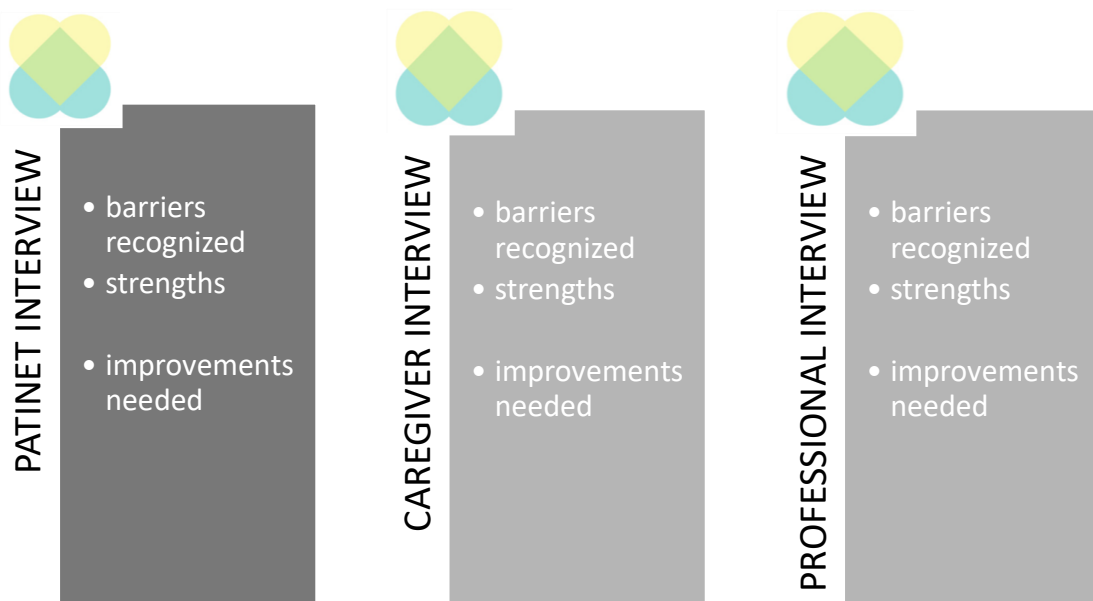 PATINET INTERVIEW
• barriers
recognized
• strengths
• improvements
needed
CAREGIVER INTERVIEW
• barriers
recognized
• strengths
• improvements
needed
PROFESSIONAL INTERVIEW
• barriers
recognized
• strengths
• improvements
needed